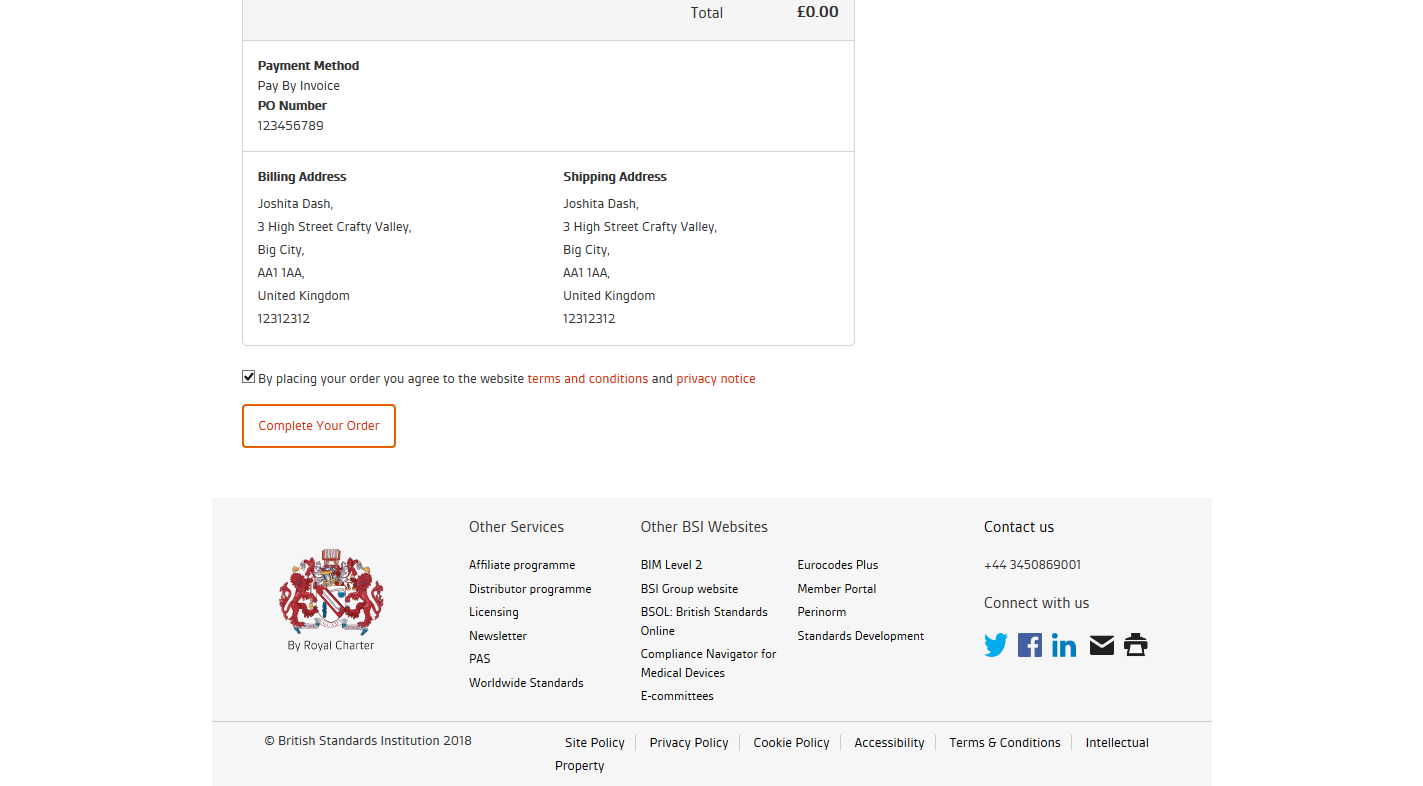 Total £0.00
Payment Method
Pay By Invoice
PO Number
123456789
Billing Address
Joshita Dash,
3 High Street Crafty Valley,
Big City,
AA1 1AA,
United Kingdom
12312312
Shipping Address
Joshita Dash,
3 High Street Crafty Valley,
Big City,
AA1 1AA,
United Kingdom
12312312
By placing your order you agree to the website terms and conditions and privacy notice
Complete Your Order
By Royal Charter
Other Services
Affiliate programme
Distributor programme
Licensing
Newsletter
PAS
Worldwide Standards
Other BSI Websites
BIM Level 2
BSI Group website
BSOL: British Standards
Online
Compliance Navigator for
Medical Devices
E-committees
Eurocodes Plus
Member Portal
Perinorm
Standards Development
Contact us
+44 3450869001
Connect with us
© British Standards Institution 2018
Site Policy Privacy Policy Cookie Policy Accessibility Terms & Conditions Intellectual
Property